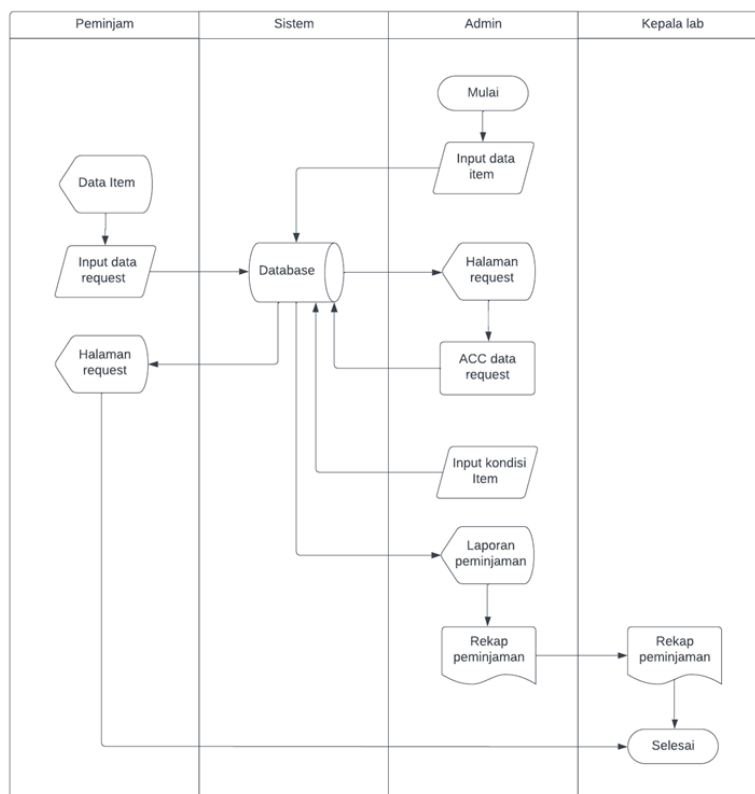 Peminjam
Sistem
Admin
Kepala lab
Mulai
Input data
item
Data Item
Input data
request
Database
Halaman
request
Halaman
request
ACC data
request
Input kondisi
Item
Laporan
peminjaman
Rekap
peminjaman
Rekap
peminjaman
Selesai